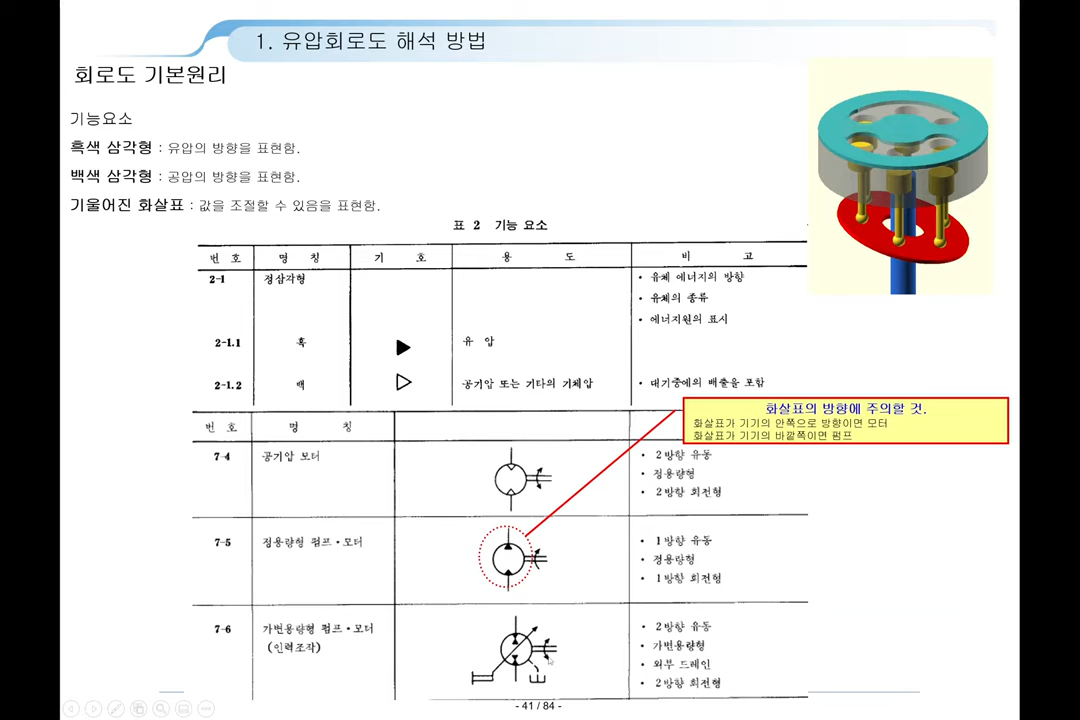 1. 유압회로도 해석 방법
회로도 기본원리
기능요소
흑색 삼각형 : 유압의 방향을 표현함.
백색 삼각형 : 공압의 방향을 표현함.
기울어진 화살표 : 값을 조절할 수 있음을 표현함.
표 2 기능 요소
번 호 명 칭 기 호 용 도 비 고
2-1 정삼각형 • 유체 에너지의 방향
• 유체의 종류
• 에너지원의 표시
2-1.1 흑 유 압
2-1.2 백 공기압 또는 기타의 기체압 • 대기중에의 배출을 포함
화살표의 방향에 주의할 것.
화살표가 기기의 안쪽으로 방향이면 모터
화살표가 기기의 바깥쪽이면 펌프
번 호 명 칭
7-4 공기압 모터 • 2방향 유동
• 정용량형
• 2방향 회전형
7-5 정용량형 펌프·모터 • 1방향 유동
• 정용량형
• 1방향 회전형
7-6 가변용량형 펌프·모터 • 2방향 유동
(인력조작) • 가변용량형
• 외부 드레인
• 2방향 회전형
- 41 / 84 -